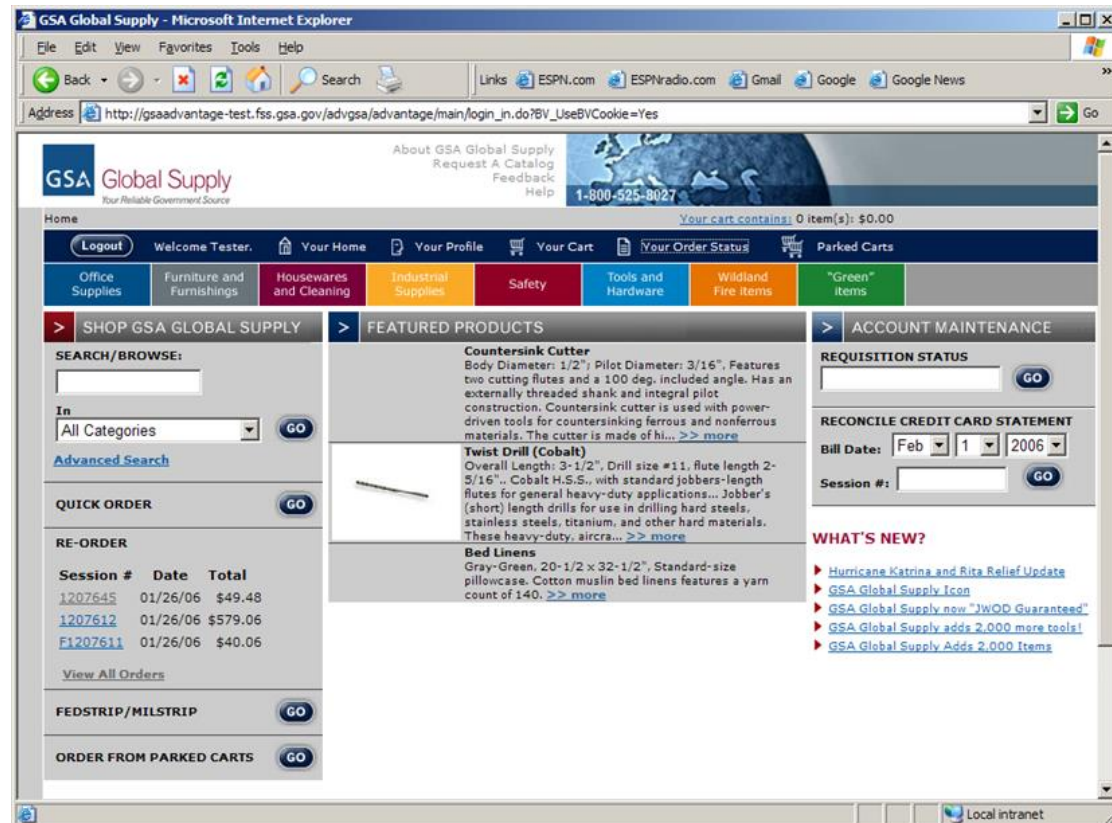 GSA Global Supply - Microsoft Internet Explorer
File Edit View Favorites Tools Help
Back Search Links ESPN.com ESPNradio.com Gmail Google Google News »
Address http://gsaadvantage-test.fss.gsa.gov/advgsa/advantage/main/login_in.do?BV_UseBVCookie=Yes Go
GSA Global Supply
Your Reliable Government Source
About GSA Global Supply
Request A Catalog
Feedback
Help
1-800-525-8027
Home Your cart contains: 0 item(s): $0.00
Logout Welcome Tester. Your Home Your Profile Your Cart Your Order Status Parked Carts
Office Supplies
Furniture and Furnishings
Housewares and Cleaning
Industrial Supplies
Safety
Tools and Hardware
Wildland Fire items
"Green" items
> SHOP GSA GLOBAL SUPPLY
SEARCH/BROWSE:
In
All Categories GO
Advanced Search
QUICK ORDER GO
RE-ORDER
Session # Date Total
1207645 01/26/06 $49.48
1207612 01/26/06 $579.06
F1207611 01/26/06 $40.06
View All Orders
FEDSTRIP/MILSTRIP GO
ORDER FROM PARKED CARTS GO
> FEATURED PRODUCTS
Countersink Cutter
Body Diameter: 1/2"; Pilot Diameter: 3/16", Features
two cutting flutes and a 100 deg. included angle. Has an
externally threaded shank and integral pilot
construction. Countersink cutter is used with power-
driven tools for countersinking ferrous and nonferrous
materials. The cutter is made of hi... >> more
Twist Drill (Cobalt)
Overall Length: 3-1/2", Drill size #11, flute length 2-
5/16".. Cobalt H.S.S., with standard jobbers-length
flutes for general heavy-duty applications... Jobber's
(short) length drills for use in drilling hard steels,
stainless steels, titanium, and other hard materials.
These heavy-duty, aircra... >> more
Bed Linens
Gray-Green, 20-1/2 x 32-1/2", Standard-size
pillowcase. Cotton muslin bed linens features a yarn
count of 140. >> more
> ACCOUNT MAINTENANCE
REQUISITION STATUS
GO
RECONCILE CREDIT CARD STATEMENT
Bill Date: Feb 1 2006
Session #: GO
WHAT'S NEW?
Hurricane Katrina and Rita Relief Update
GSA Global Supply Icon
GSA Global Supply now "JWOD Guaranteed"
GSA Global Supply adds 2,000 more tools!
GSA Global Supply Adds 2,000 Items
Local intranet